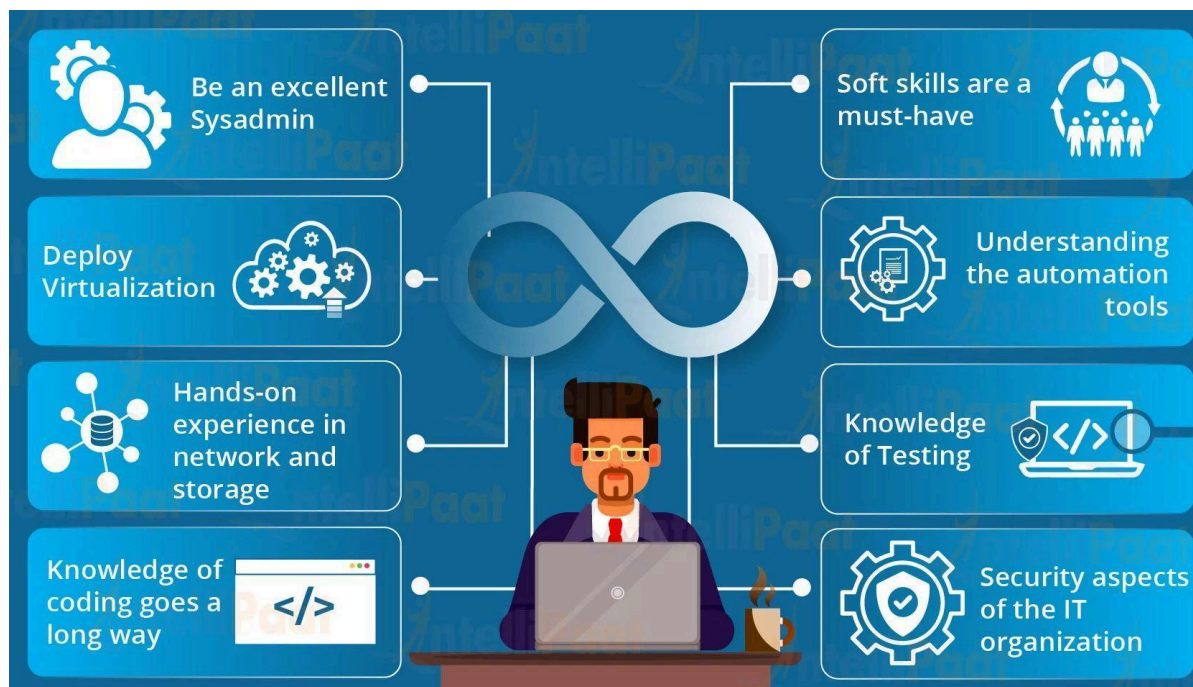 Be an excellent
Sysadmin
Deploy
Virtualization
Hands-on
experience in
network and
storage
Knowledge of
coding goes a
long way
</>
Soft skills are a
must-have
Understanding
the automation
tools
Knowledge
of Testing
</>
Security aspects
of the IT
organization
IntelliPaat